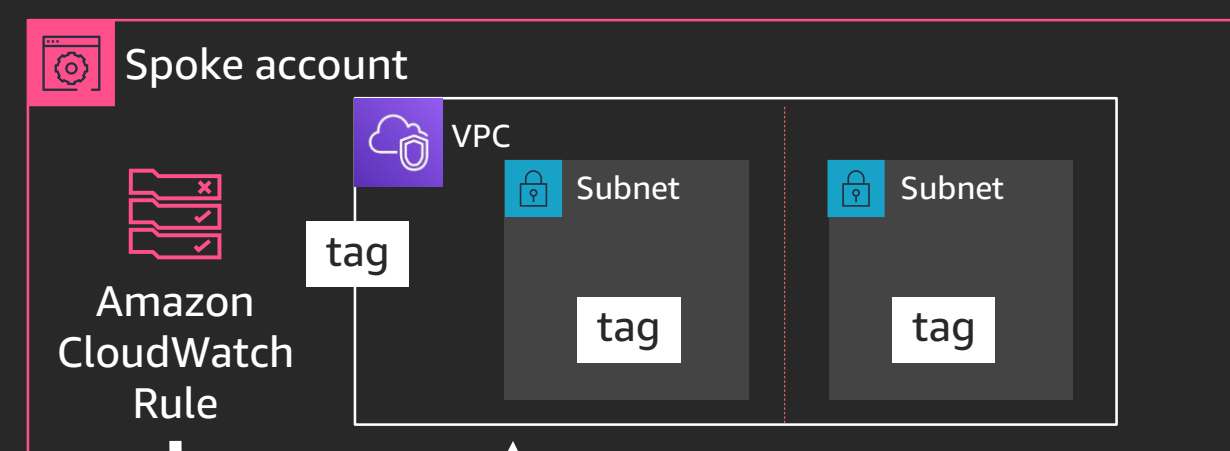 Spoke account
VPC
Subnet
Subnet
tag
tag
tag
Amazon
CloudWatch
Rule